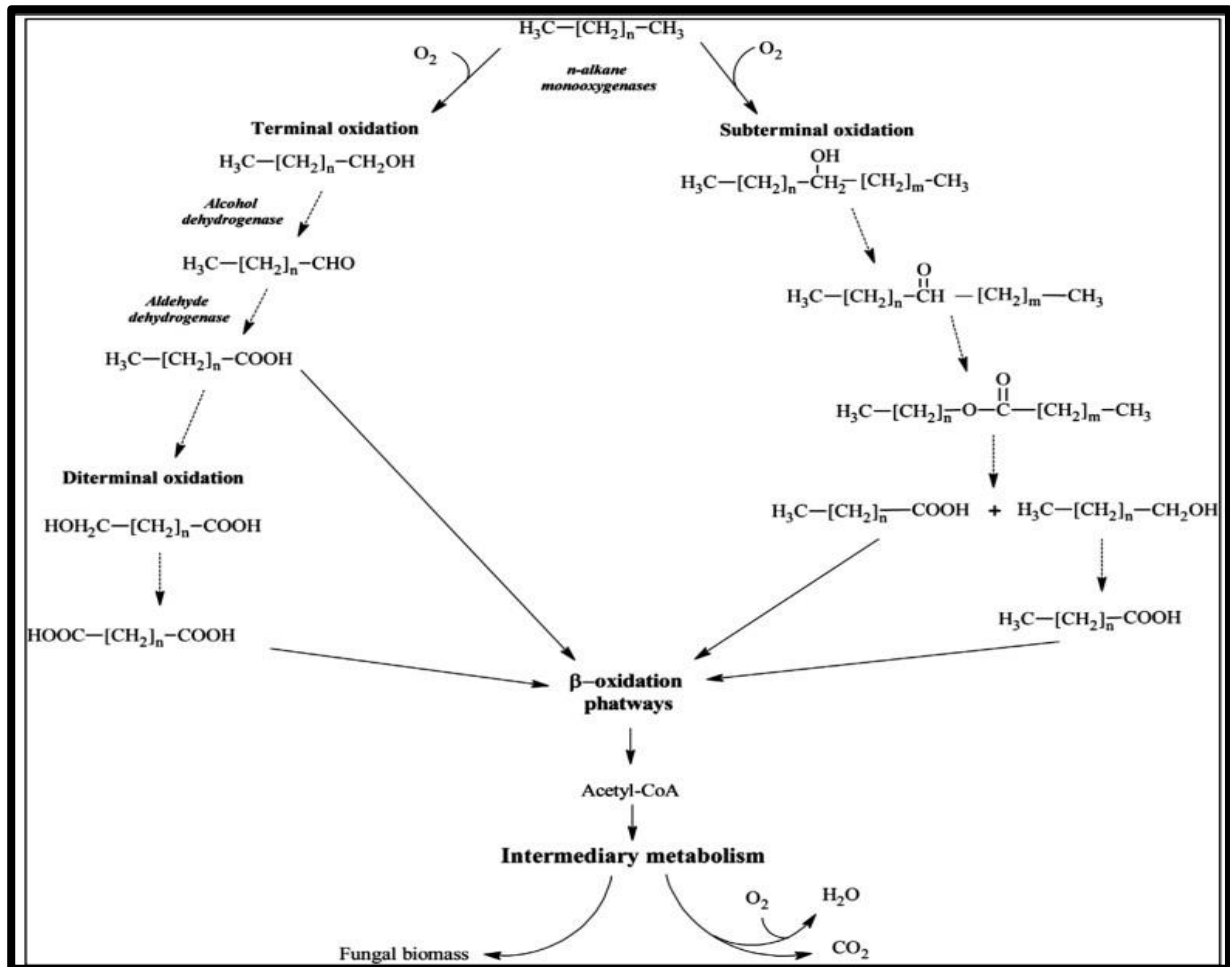 H₃C—[CH₂]ₙ—CH₃
O₂
O₂
n-alkane
monooxygenases
Terminal oxidation
Subterminal oxidation
H₃C—[CH₂]ₙ—CH₂OH
OH
H₃C—[CH₂]ₙ—CH₂—[CH₂]ₘ—CH₃
Alcohol
dehydrogenase
H₃C—[CH₂]ₙ—CHO
O
H₃C—[CH₂]ₙ—CH—[CH₂]ₘ—CH₃
Aldehyde
dehydrogenase
H₃C—[CH₂]ₙ—COOH
O
H₃C—[CH₂]ₙ—O—C—[CH₂]ₘ—CH₃
Diterminal oxidation
HOH₂C—[CH₂]ₙ—COOH
H₃C—[CH₂]ₙ—COOH + H₃C—[CH₂]ₙ—CH₂OH
HOOC—[CH₂]ₙ—COOH
H₃C—[CH₂]ₙ—COOH
β–oxidation
phatways
Acetyl-CoA
Intermediary metabolism
O₂
H₂O
Fungal biomass
CO₂